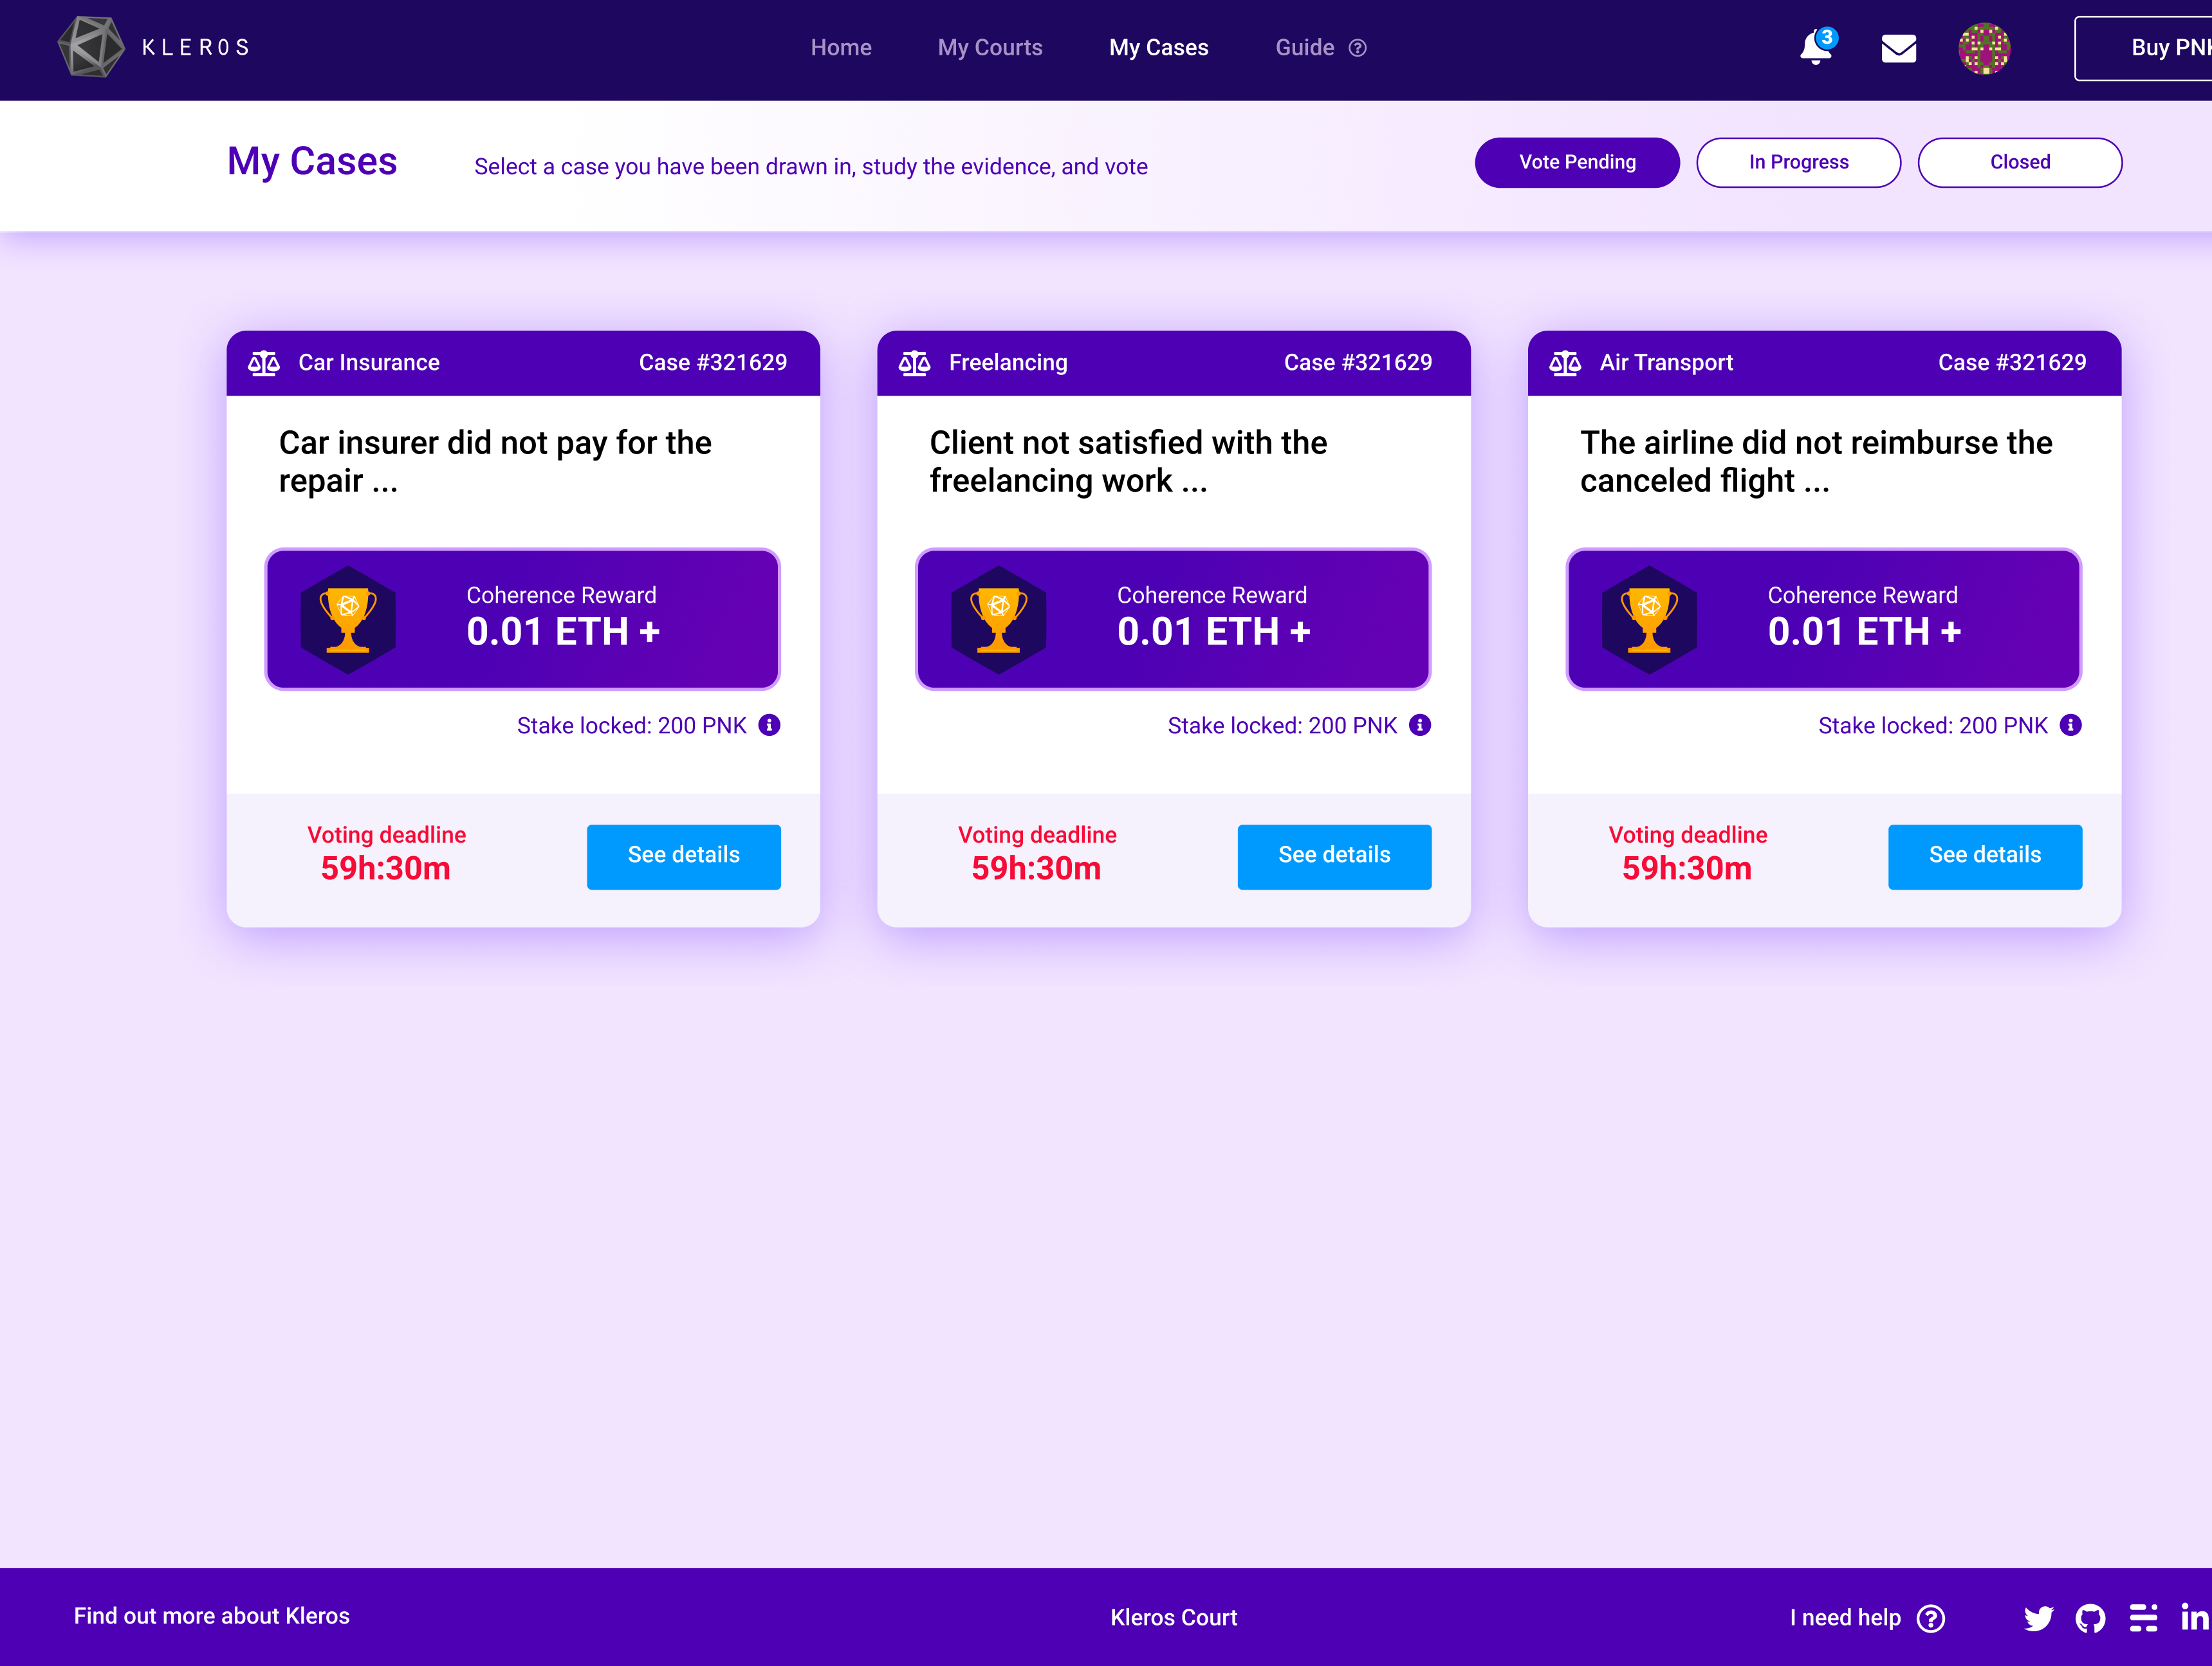 KLER0S
Home
My Courts
My Cases
Guide
3
Buy PNK
My Cases
Select a case you have been drawn in, study the evidence, and vote
Vote Pending
In Progress
Closed
Car Insurance
Case #321629
Car insurer did not pay for the
repair ...
Coherence Reward
0.01 ETH +
Stake locked: 200 PNK
Voting deadline
59h:30m
See details
Freelancing
Case #321629
Client not satisfied with the
freelancing work ...
Coherence Reward
0.01 ETH +
Stake locked: 200 PNK
Voting deadline
59h:30m
See details
Air Transport
Case #321629
The airline did not reimburse the
canceled flight ...
Coherence Reward
0.01 ETH +
Stake locked: 200 PNK
Voting deadline
59h:30m
See details
Find out more about Kleros
Kleros Court
I need help